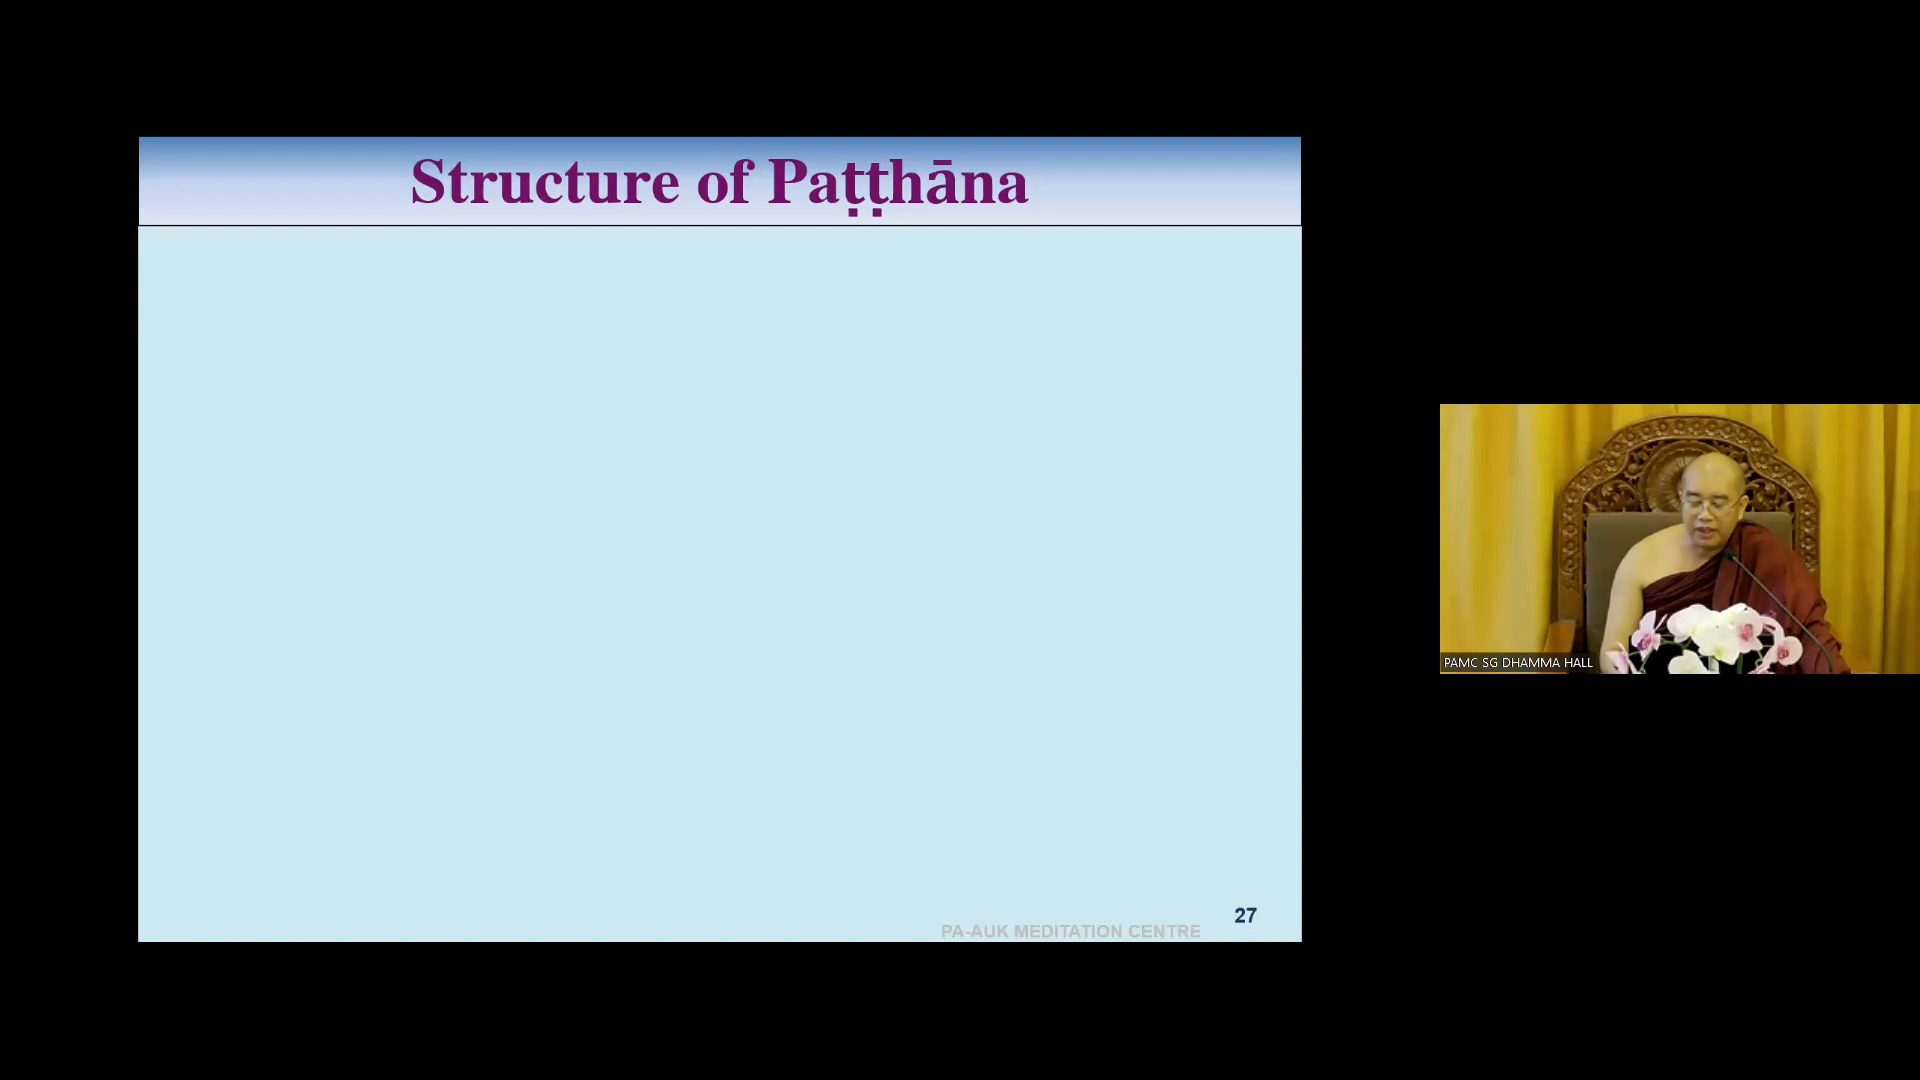 Structure of Paṭṭhāna
PAMC SG DHAMMA HALL
27
PA-AUK MEDITATION CENTRE